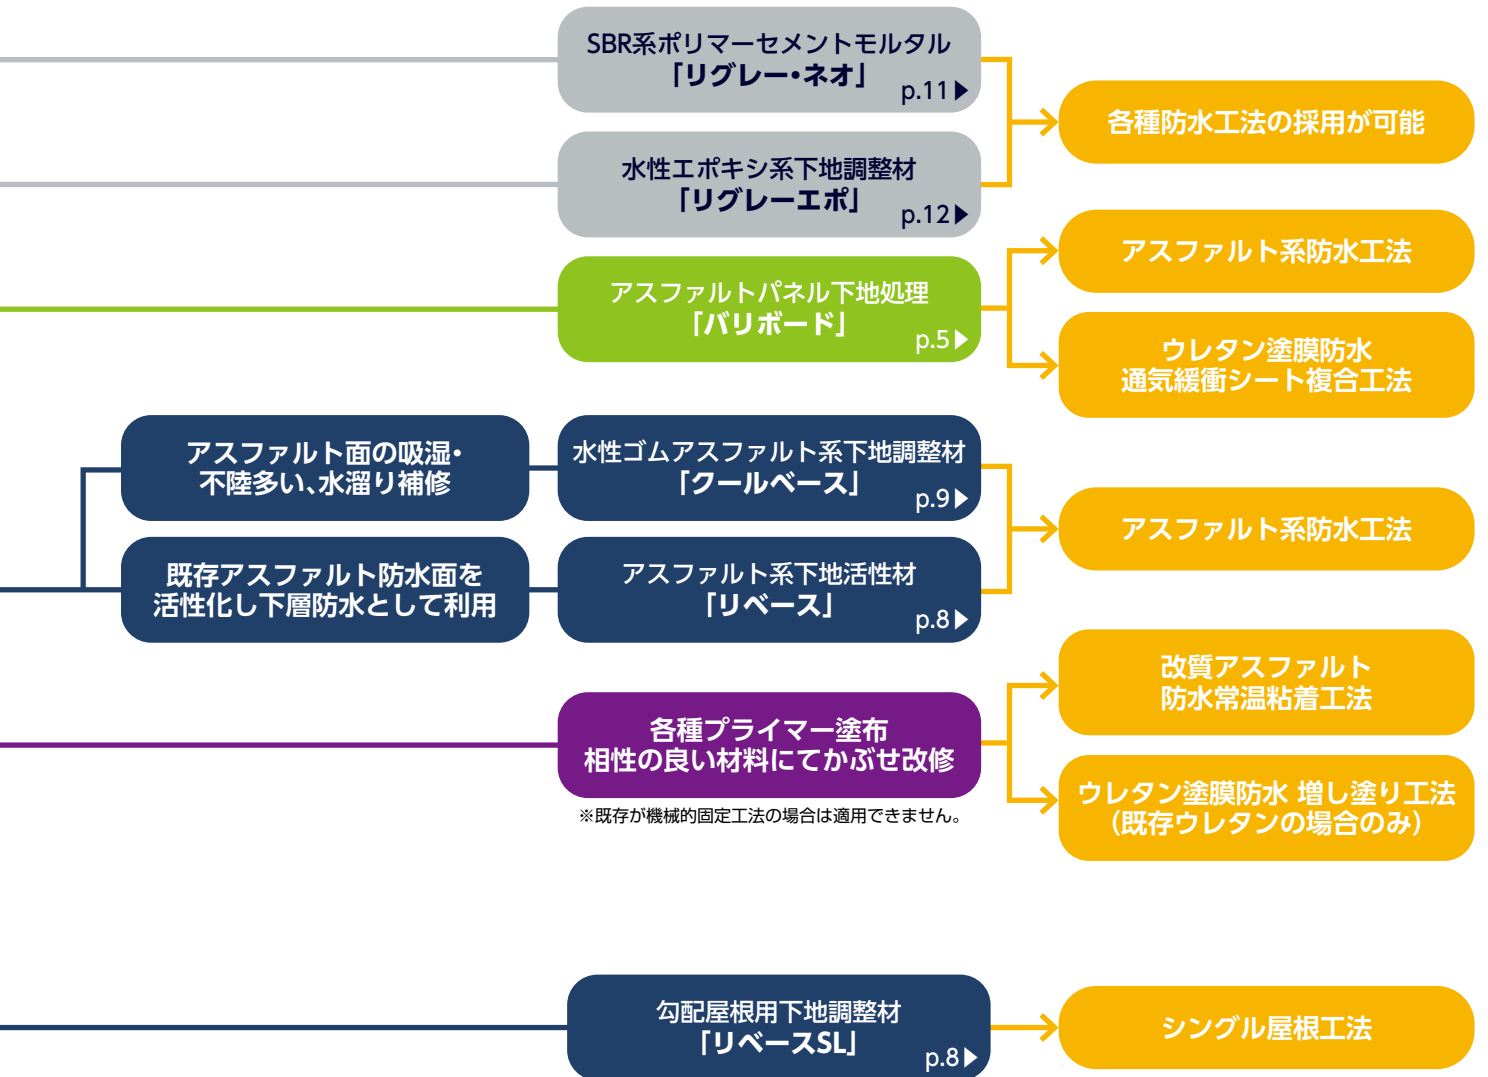 SBR系ポリマーセメントモルタル
「リグレー・ネオ」
p.11▶
各種防水工法の採用が可能
水性エポキシ系下地調整材
「リグレーエポ」
p.12▶
アスファルト系防水工法
アスファルトパネル下地処理
「バリボード」
p.5▶
ウレタン塗膜防水
通気緩衝シート複合工法
アスファルト面の吸湿・
不陸多い、水溜り補修
水性ゴムアスファルト系下地調整材
「クールベース」
p.9▶
アスファルト系防水工法
既存アスファルト防水面を
活性化し下層防水として利用
アスファルト系下地活性材
「リベース」
p.8▶
改質アスファルト
防水常温粘着工法
各種プライマー塗布
相性の良い材料にてかぶせ改修
※既存が機械的固定工法の場合は適用できません。
ウレタン塗膜防水 増し塗り工法
（既存ウレタンの場合のみ）
勾配屋根用下地調整材
「リベースSL」
p.8▶
シングル屋根工法